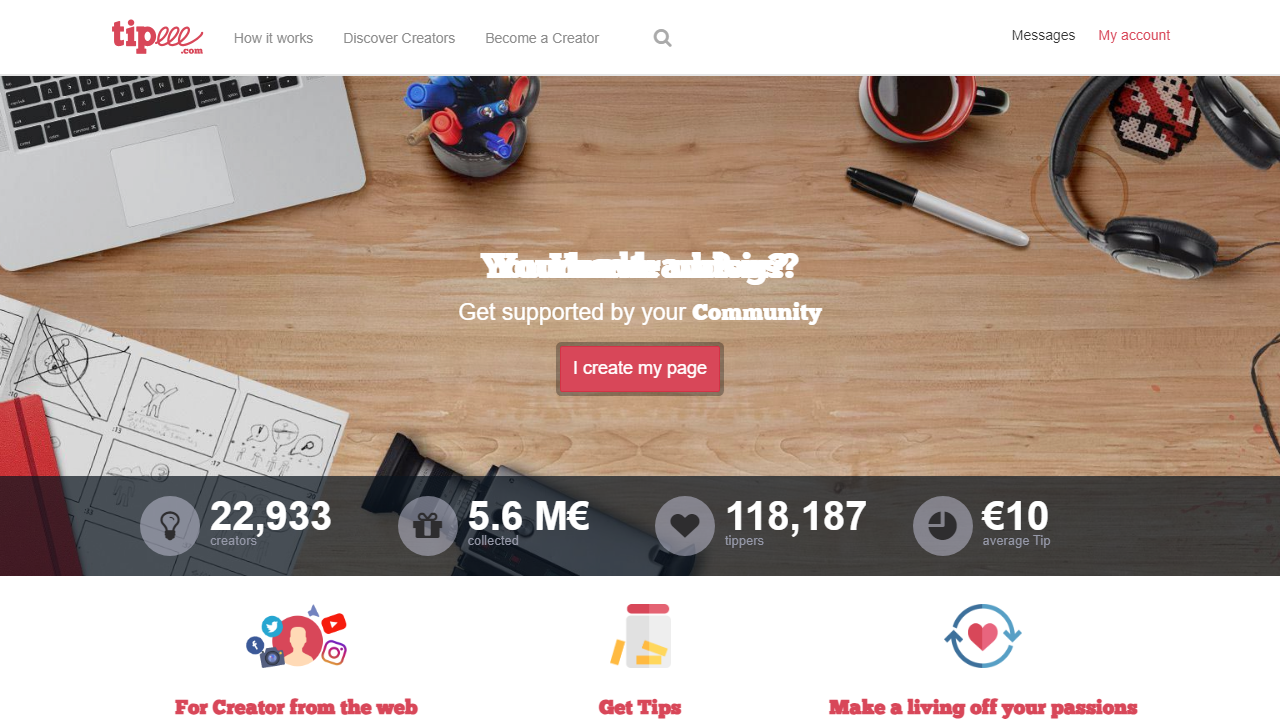 tipeee
.com
How it works
Discover Creators
Become a Creator
Messages
My account
Get supported by your Community
I create my page
22,933
creators
5.6 M€
collected
118,187
tippers
€10
average Tip
For Creator from the web
Get Tips
Make a living off your passions